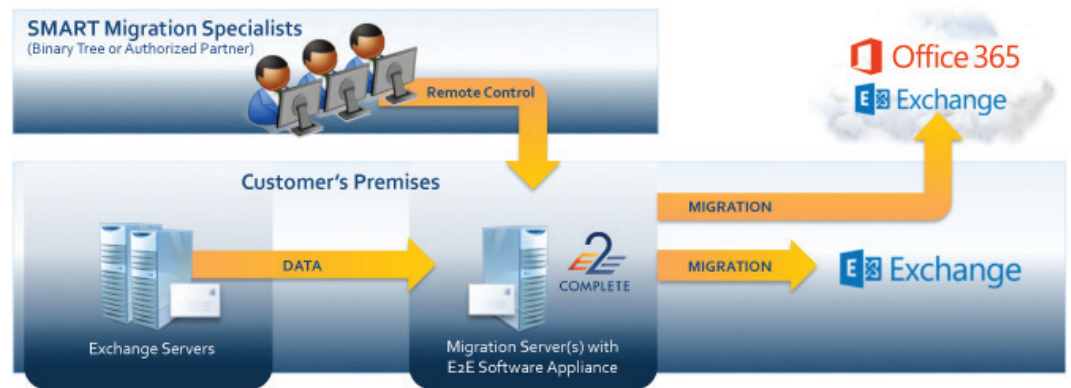 SMART Migration Specialists
(Binary Tree or Authorized Partner)
Remote Control
Office 365
Exchange
Customer's Premises
MIGRATION
DATA
E2E
COMPLETE
MIGRATION
Exchange
Exchange Servers
Migration Server(s) with
E2E Software Appliance